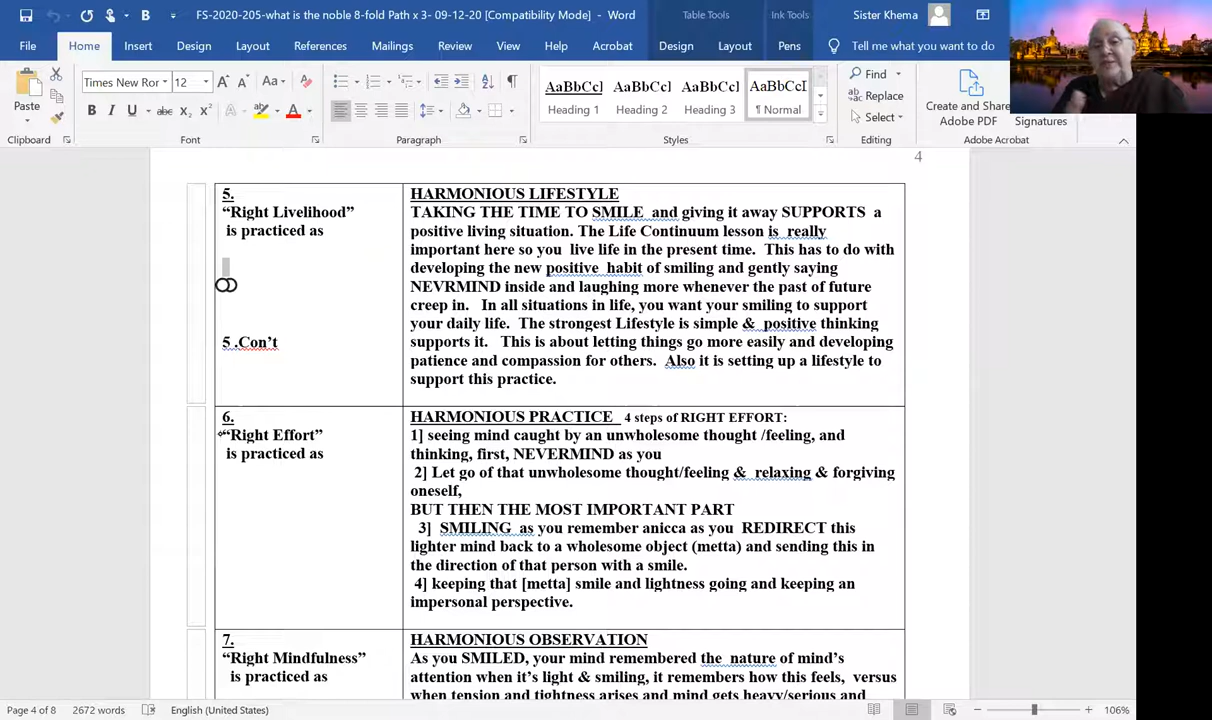 FS-2020-205-what is the noble 8-fold Path x 3- 09-12-20 [Compatibility Mode] - Word
Table Tools
Ink Tools
Sister Khema
File Home Insert Design Layout References Mailings Review View Help Acrobat Design Layout Pens Tell me what you want to do
Times New Ror 12
Paste
Clipboard
Font
Paragraph
AaBbCcI AaBbCcI AaBbCcI AaBbCcI
Heading 1 Heading 2 Heading 3 ¶ Normal
Styles
Find
Replace
Select
Editing
Create and Share
Adobe PDF
Signatures
Adobe Acrobat
4
5.
"Right Livelihood"
is practiced as
5 .Con't
HARMONIOUS LIFESTYLE
TAKING THE TIME TO SMILE and giving it away SUPPORTS a
positive living situation. The Life Continuum lesson is really
important here so you live life in the present time. This has to do with
developing the new positive habit of smiling and gently saying
NEVRMIND inside and laughing more whenever the past of future
creep in. In all situations in life, you want your smiling to support
your daily life. The strongest Lifestyle is simple & positive thinking
supports it. This is about letting things go more easily and developing
patience and compassion for others. Also it is setting up a lifestyle to
support this practice.
6.
"Right Effort"
is practiced as
HARMONIOUS PRACTICE 4 steps of RIGHT EFFORT:
1] seeing mind caught by an unwholesome thought /feeling, and
thinking, first, NEVERMIND as you
2] Let go of that unwholesome thought/feeling & relaxing & forgiving
oneself,
BUT THEN THE MOST IMPORTANT PART
3] SMILING as you remember anicca as you REDIRECT this
lighter mind back to a wholesome object (metta) and sending this in
the direction of that person with a smile.
4] keeping that [metta] smile and lightness going and keeping an
impersonal perspective.
7.
"Right Mindfulness"
is practiced as
HARMONIOUS OBSERVATION
As you SMILED, your mind remembered the nature of mind's
attention when it's light & smiling, it remembers how this feels, versus
when tension and tightness arises and mind gets heavy/serious and
Page 4 of 8 2672 words English (United States) 106%